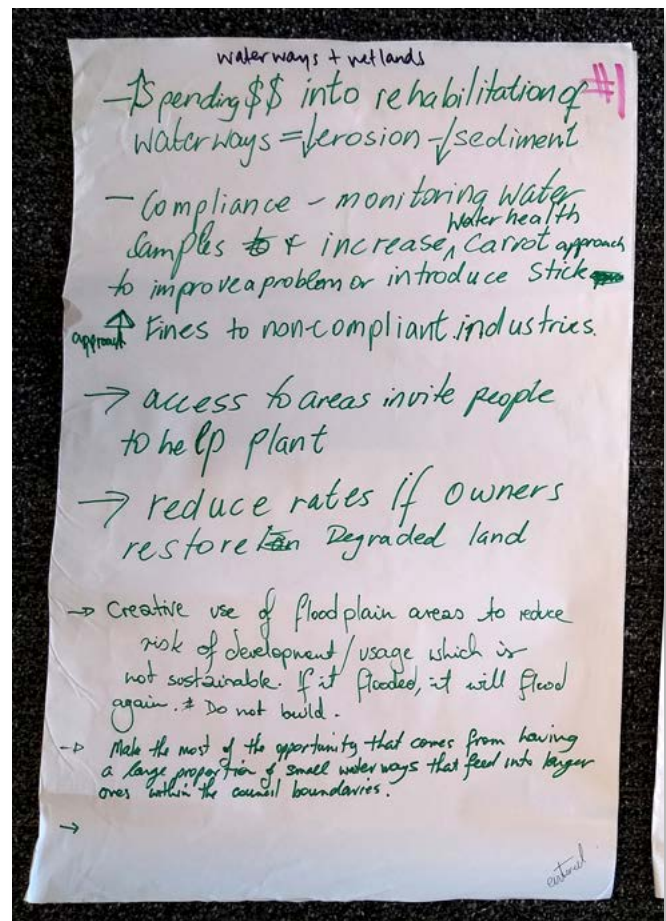 waterways + wetlands
#1
- ↑Spending $$ into rehabilitation of
waterways = ↓erosion - ↓sediment
- Compliance - monitoring water
Water health
samples & increase ^ Carrot approach
to improve a problem or introduce Stick
approach ↑ Fines to non-compliant industries.
→ access to areas invite people
to help plant
→ reduce rates if owners
restore Degraded land
→ Creative use of floodplain areas to reduce
risk of development/usage which is
not sustainable. If it flooded, it will flood
again. * Do not build.
→ Make the most of the opportunity that comes from having
a large proportion of small waterways that feed into larger
ones within the council boundaries.
→
entered